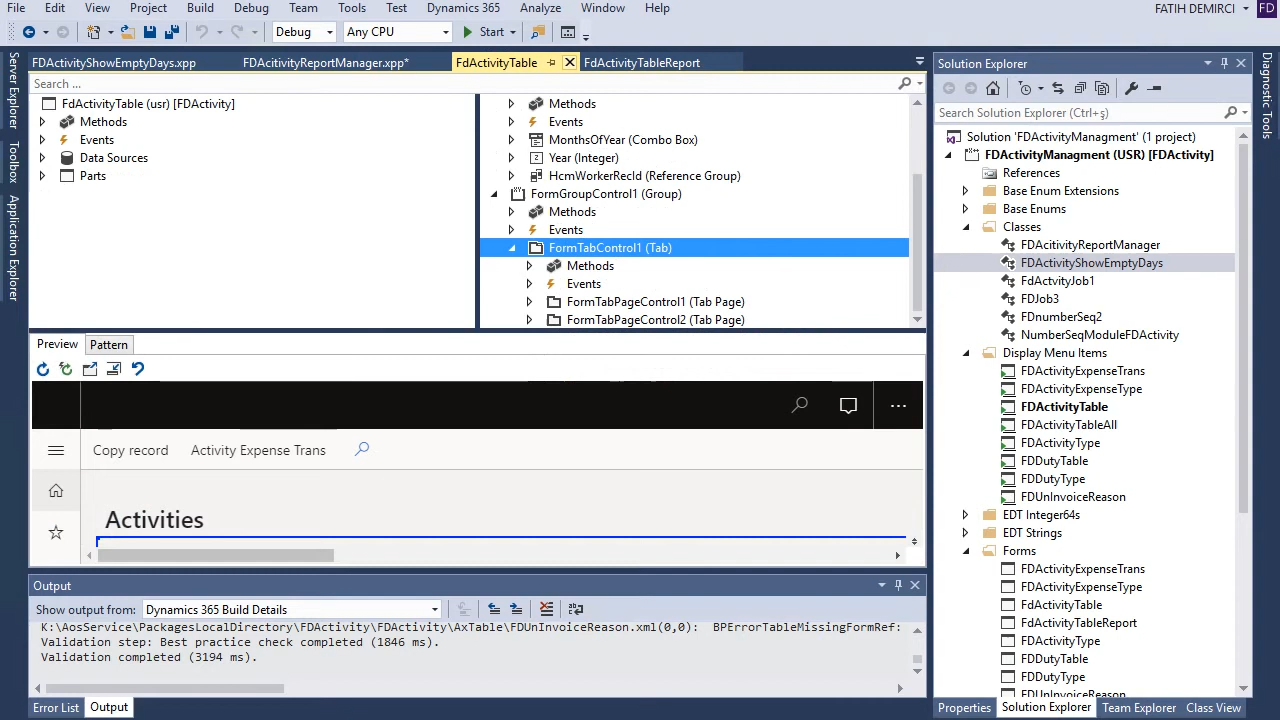 File Edit View Project Build Debug Team Tools Test Dynamics 365 Analyze Window Help FATIH DEMIRCI FD
Debug Any CPU Start
Server Explorer
Toolbox
Application Explorer
FDActivityShowEmptyDays.xpp FDAcitivityReportManager.xpp* FdActivityTable FdActivityTableReport
Search ...
FdActivityTable (usr) [FDActivity]
Methods
Events
Data Sources
Parts
Methods
Events
MonthsOfYear (Combo Box)
Year (Integer)
HcmWorkerRecId (Reference Group)
FormGroupControl1 (Group)
Methods
Events
FormTabControl1 (Tab)
Methods
Events
FormTabPageControl1 (Tab Page)
FormTabPageControl2 (Tab Page)
Preview Pattern
Copy record Activity Expense Trans
Activities
Output
Show output from: Dynamics 365 Build Details
K:\AosService\PackagesLocalDirectory\FDActivity\FDActivity\AxTable\FDUnInvoiceReason.xml(0,0): BPErrorTableMissingFormRef:
Validation step: Best practice check completed (1846 ms).
Validation completed (3194 ms).
Error List Output
Solution Explorer
Search Solution Explorer (Ctrl+ş)
Solution 'FDActivityManagment' (1 project)
FDActivityManagment (USR) [FDActivity]
References
Base Enum Extensions
Base Enums
Classes
FDAcitivityReportManager
FDActivityShowEmptyDays
FdActvityJob1
FDJob3
FDnumberSeq2
NumberSeqModuleFDActivity
Display Menu Items
FDActivityExpenseTrans
FDActivityExpenseType
FDActivityTable
FDActivityTableAll
FDActivityType
FDDutyTable
FDDutyType
FDUnInvoiceReason
EDT Integer64s
EDT Strings
Forms
FDActivityExpenseTrans
FDActivityExpenseType
FdActivityTable
FdActivityTableReport
FDActivityType
FDDutyTable
FDDutyType
FDUnInvoiceReason
Properties Solution Explorer Team Explorer Class View
Diagnostic Tools